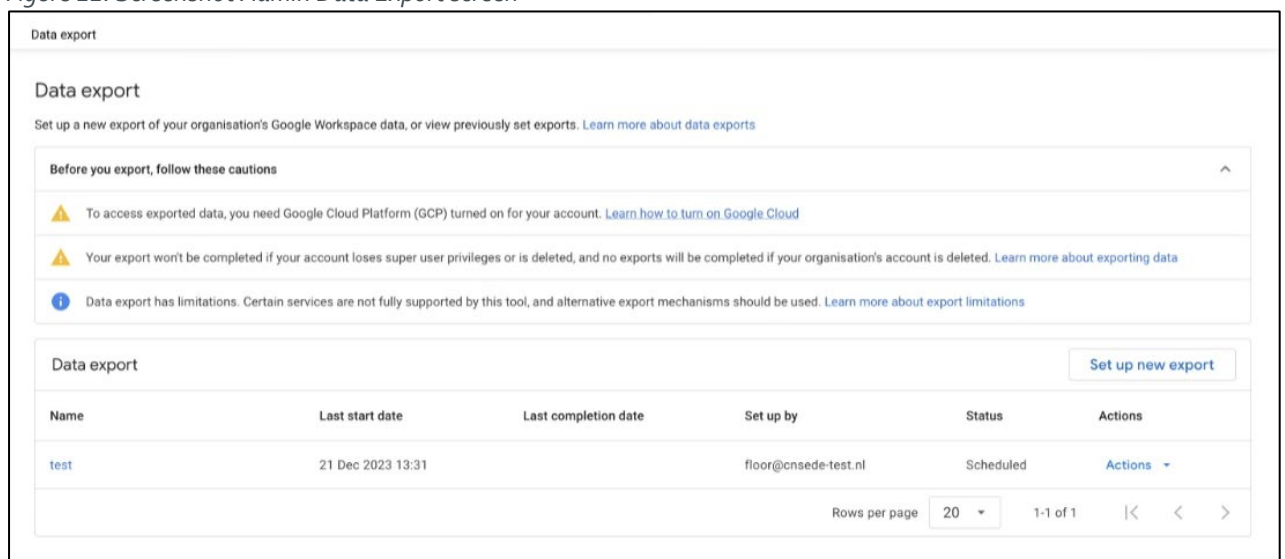 Data export
Data export
Set up a new export of your organisation's Google Workspace data, or view previously set exports. Learn more about data exports
Before you export, follow these cautions
To access exported data, you need Google Cloud Platform (GCP) turned on for your account. Learn how to turn on Google Cloud
Your export won't be completed if your account loses super user privileges or is deleted, and no exports will be completed if your organisation's account is deleted. Learn more about exporting data
Data export has limitations. Certain services are not fully supported by this tool, and alternative export mechanisms should be used. Learn more about export limitations
Data export Set up new export
Name Last start date Last completion date Set up by Status Actions
test 21 Dec 2023 13:31 floor@cnsede-test.nl Scheduled Actions
Rows per page 20 1-1 of 1